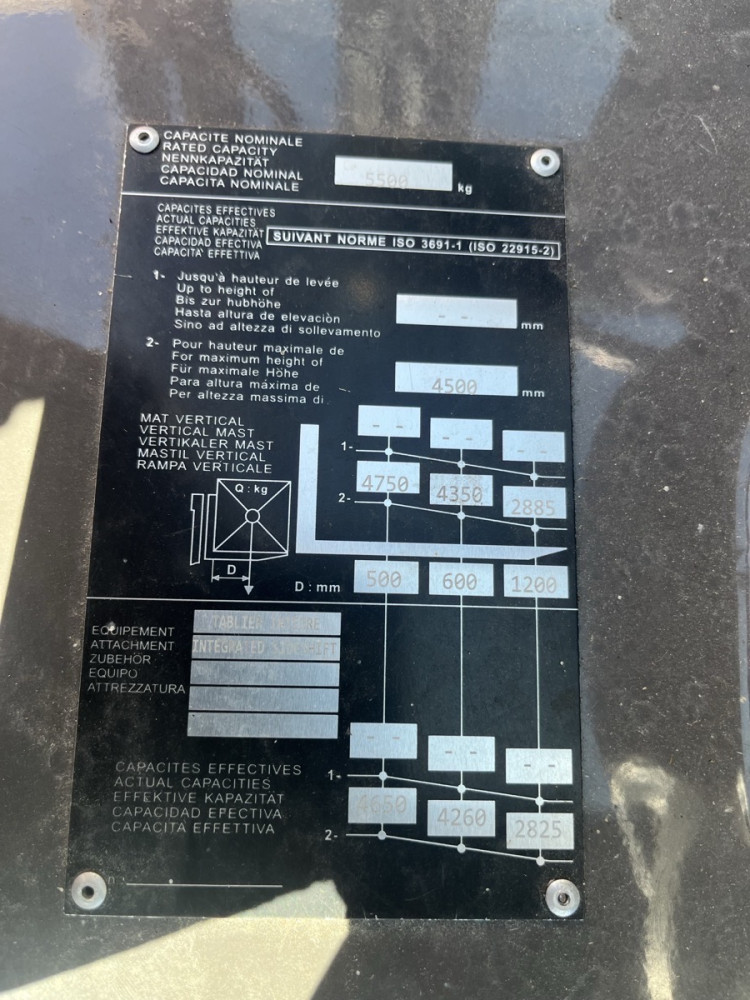 CAPACITE NOMINALE
RATED CAPACITY
NENNKAPAZITÄT
CAPACIDAD NOMINAL
CAPACITA NOMINALE
5500 kg
CAPACITES EFFECTIVES
ACTUAL CAPACITIES
EFFEKTIVE KAPAZITÄT
CAPACIDAD EFECTIVA
CAPACITA' EFFETTIVA
SUIVANT NORME ISO 3691-1 (ISO 22915-2)
1- Jusqu'à hauteur de levée
Up to height of
Bis zur hubhöhe
Hasta altura de elevaciòn
Sino ad altezza di sollevamento
- - mm
2- Pour hauteur maximale de
For maximum height of
Für maximale Höhe
Para altura máxima de
Per altezza massima di
4500 mm
MAT VERTICAL
VERTICAL MAST
VERTIKALER MAST
MASTIL VERTICAL
RAMPA VERTICALE
1- - - - - - -
2- 4750 4350 2885
Q : kg
D
D : mm 500 600 1200
EQUIPEMENT
ATTACHMENT
ZUBEHÖR
EQUIPO
ATTREZZATURA
TABLIER
INTEGRATED SIDESHIFT
CAPACITES EFFECTIVES
ACTUAL CAPACITIES
EFFEKTIVE KAPAZITÄT
CAPACIDAD EFECTIVA
CAPACITA EFFETTIVA
1- - - - - - -
2- 4650 4260 2825